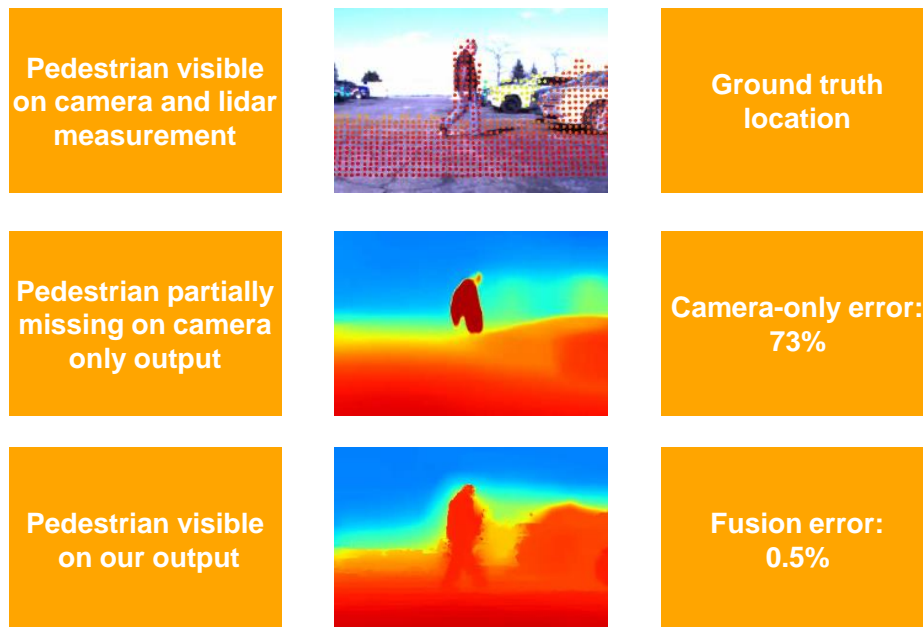 Pedestrian visible
on camera and lidar
measurement
Ground truth
location
Pedestrian partially
missing on camera
only output
Camera-only error:
73%
Pedestrian visible
on our output
Fusion error:
0.5%